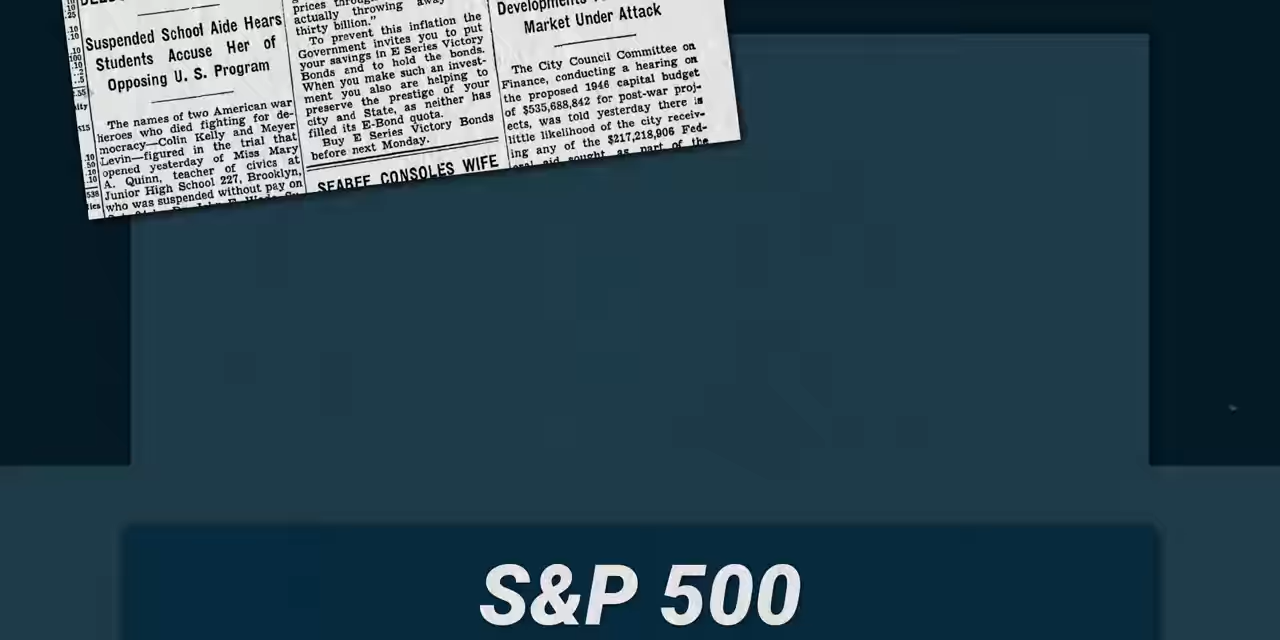 Suspended School Aide Hears
Students Accuse Her of
Opposing U. S. Program
The names of two American war
heroes who died fighting for de-
mocracy—Colin Kelly and Meyer
Levin—figured in the trial that
opened yesterday of Miss Mary
A. Quinn, teacher of civics at
Junior High School 227, Brooklyn,
who was suspended without pay on
actually throwing away
thirty billion."
To prevent this inflation the
Government invites you to put
your savings in E Series Victory
Bonds and to hold the bonds.
When you make such an invest-
ment you also are helping to
preserve the prestige of your
city and State, as neither has
filled its E-Bond quota.
Buy E Series Victory Bonds
before next Monday.
SEABEE CONSOLES WIFE
Developments
Market Under Attack
The City Council Committee on
Finance, conducting a hearing on
the proposed 1946 capital budget
of $535,688,842 for post-war proj-
ects, was told yesterday there is
little likelihood of the city receiv-
ing any of the $217,218,906 Fed-
eral aid sought as part of the
S&P 500